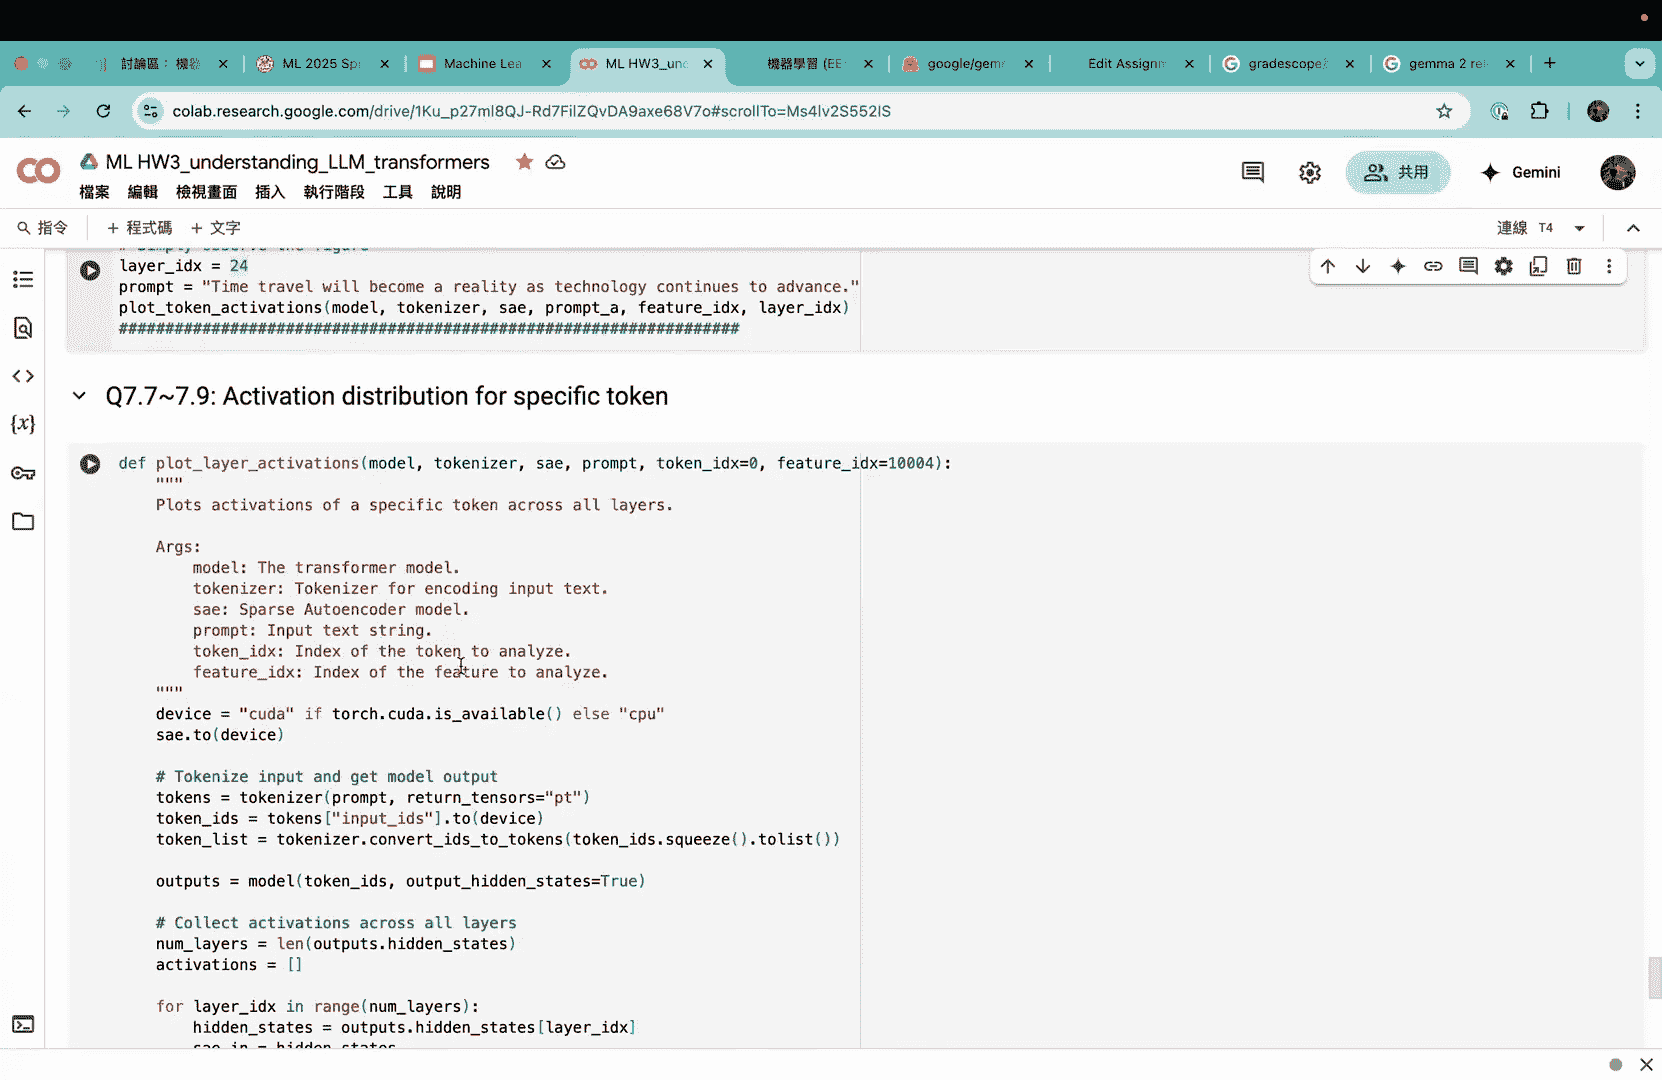 討論區：機器
ML 2025 Sp
Machine Lea
ML HW3_unc
機器學習 (EE
google/gem
Edit Assignm
gradescope
gemma 2 rel
colab.research.google.com/drive/1Ku_p27ml8QJ-Rd7FilZQvDA9axe68V7o#scrollTo=Ms4lv2S552IS
ML HW3_understanding_LLM_transformers
檔案 編輯 檢視畫面 插入 執行階段 工具 說明
共用
Gemini
指令 + 程式碼 + 文字
連線 T4
layer_idx = 24
prompt = "Time travel will become a reality as technology continues to advance."
plot_token_activations(model, tokenizer, sae, prompt_a, feature_idx, layer_idx)
###################################################################
Q7.7~7.9: Activation distribution for specific token
def plot_layer_activations(model, tokenizer, sae, prompt, token_idx=0, feature_idx=10004):
"""
Plots activations of a specific token across all layers.
Args:
model: The transformer model.
tokenizer: Tokenizer for encoding input text.
sae: Sparse Autoencoder model.
prompt: Input text string.
token_idx: Index of the token to analyze.
feature_idx: Index of the feature to analyze.
"""
device = "cuda" if torch.cuda.is_available() else "cpu"
sae.to(device)
# Tokenize input and get model output
tokens = tokenizer(prompt, return_tensors="pt")
token_ids = tokens["input_ids"].to(device)
token_list = tokenizer.convert_ids_to_tokens(token_ids.squeeze().tolist())
outputs = model(token_ids, output_hidden_states=True)
# Collect activations across all layers
num_layers = len(outputs.hidden_states)
activations = []
for layer_idx in range(num_layers):
hidden_states = outputs.hidden_states[layer_idx]
sae_in = hidden_states